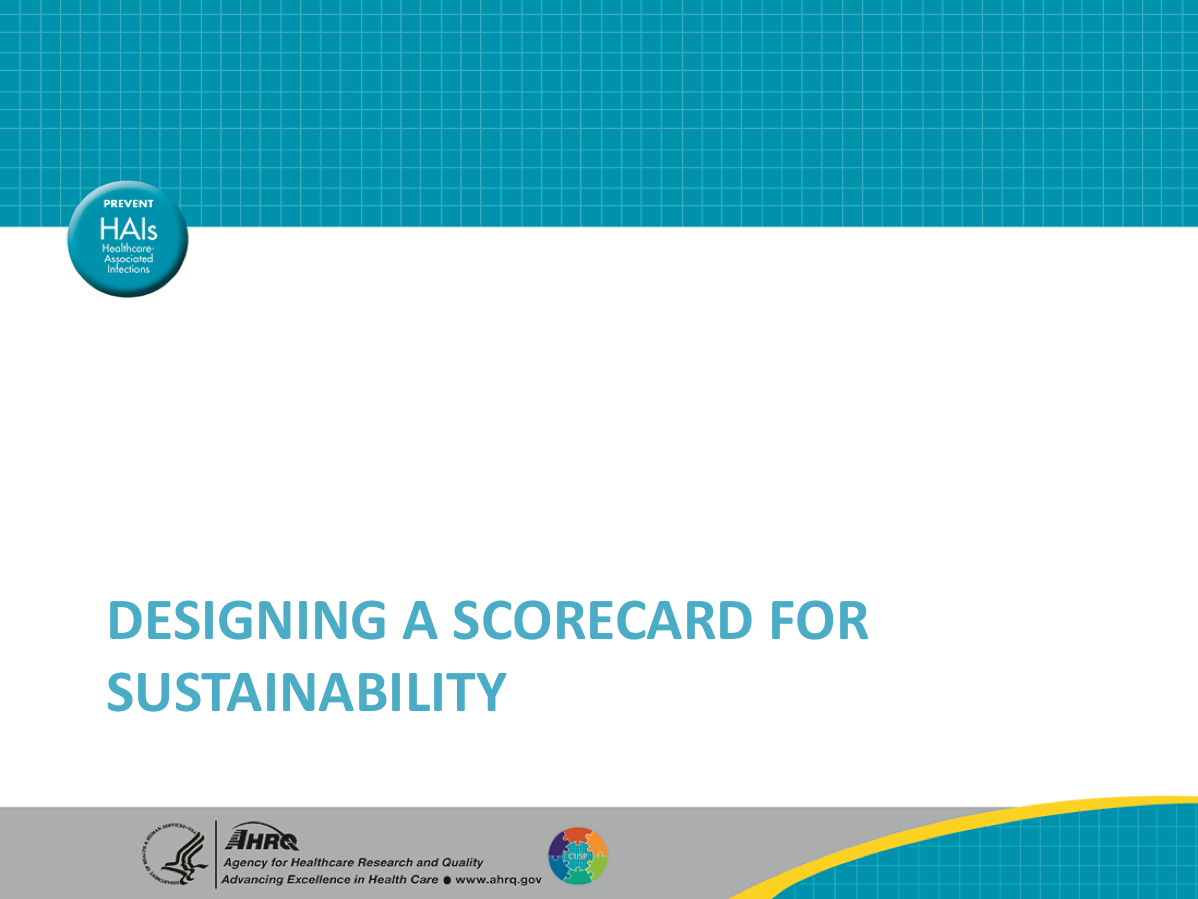 PREVENT
HAIs
Healthcare-
Associated
Infections
DESIGNING A SCORECARD FOR
SUSTAINABILITY
AHRQ
Agency for Healthcare Research and Quality
Advancing Excellence in Health Care ● www.ahrq.gov
CUSP